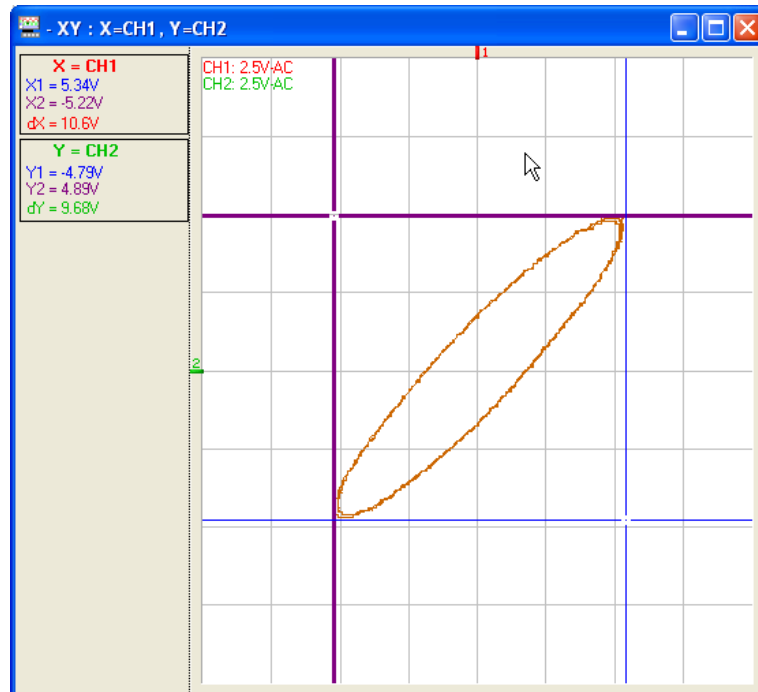 - XY : X=CH1, Y=CH2
X = CH1
X1 = 5.34V
X2 = -5.22V
dX = 10.6V
Y = CH2
Y1 = -4.79V
Y2 = 4.89V
dY = 9.68V
1
CH1: 2.5V-AC
CH2: 2.5V-AC
2